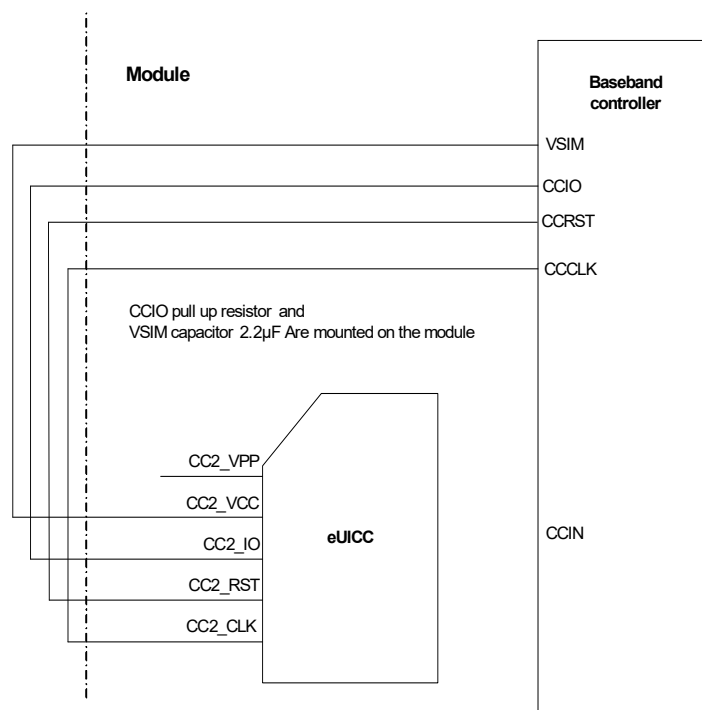 Module
Baseband
controller
VSIM
CCIO
CCRST
CCCLK
CCIO pull up resistor and
VSIM capacitor 2.2µF Are mounted on the module
CC2_VPP
CC2_VCC
CC2_IO
CC2_RST
CC2_CLK
eUICC
CCIN